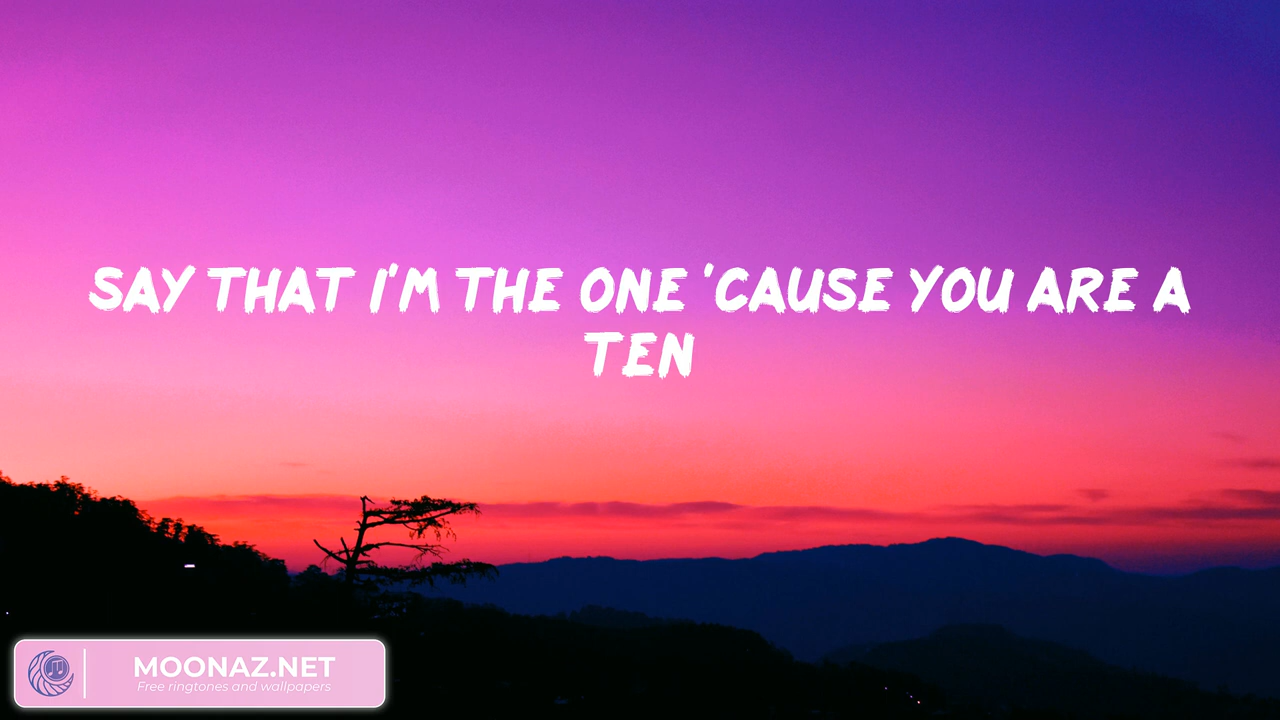 SAY THAT I'M THE ONE 'CAUSE YOU ARE A
TEN
MOONAZ.NET
Free ringtones and wallpapers